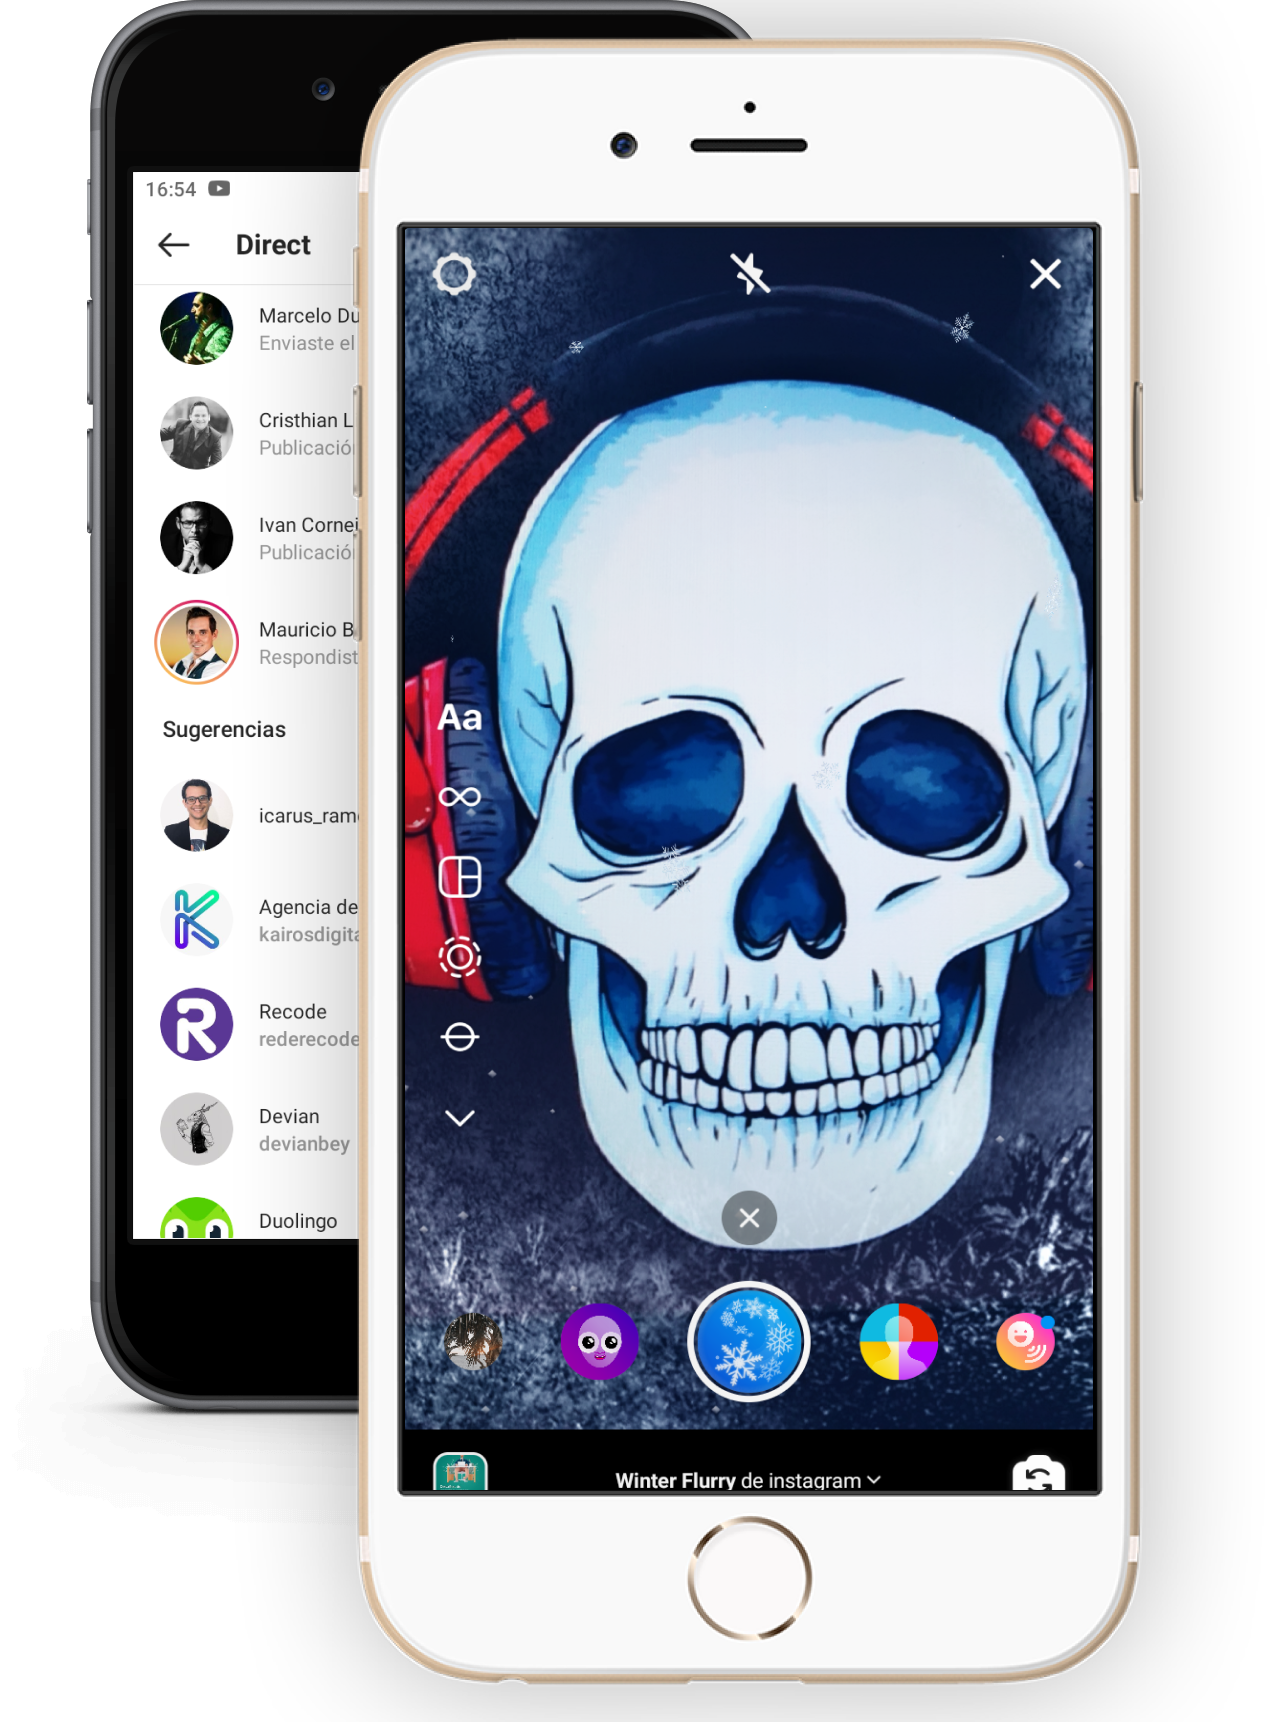 16:54
Direct
Marcelo Du
Enviaste el
Cristhian L
Publicació
Ivan Cornei
Publicació
Mauricio B
Respondist
Sugerencias
icarus_ram
Agencia de
kairosdigita
Recode
rederecode
Devian
devianbey
Duolingo
Aa
Winter Flurry de instagram